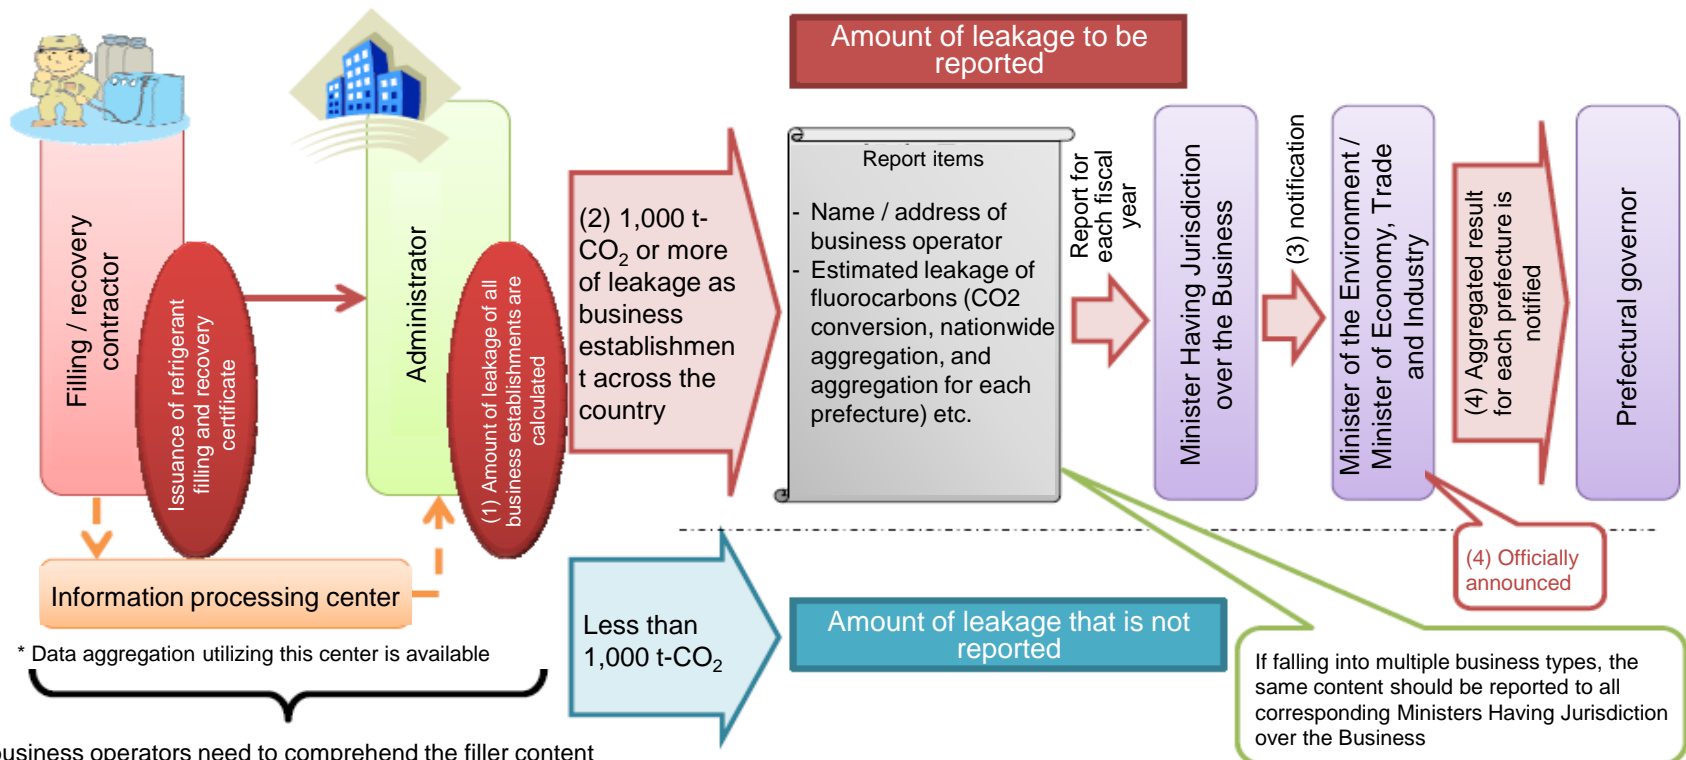 Amount of leakage to be
reported
Filling / recovery
contractor
Issuance of refrigerant
filling and recovery
certificate
Administrator
(1) Amount of leakage of all
business establishments are
calculated
(2) 1,000 t-
CO2 or more
of leakage as
business
establishmen
t across the
country
Report items
- Name / address of
business operator
- Estimated leakage of
fluorocarbons (CO2
conversion, nationwide
aggregation, and
aggregation for each
prefecture) etc.
Report for
each fiscal
year
Minister Having Jurisdiction
over the Business
(3) notification
Minister of the Environment /
Minister of Economy, Trade
and Industry
(4) Aggregated result
for each prefecture is
notified
Prefectural governor
(4) Officially
announced
Information processing center
* Data aggregation utilizing this center is available
Less than
1,000 t-CO2
Amount of leakage that is not
reported
If falling into multiple business types, the
same content should be reported to all
corresponding Ministers Having Jurisdiction
over the Business
business operators need to comprehend the filler content